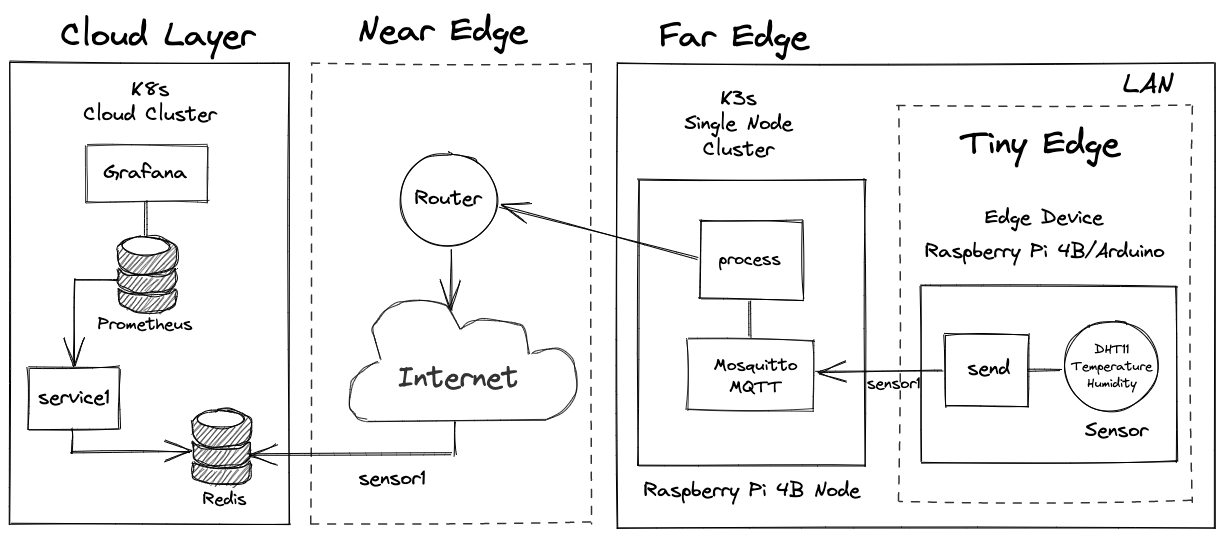 Cloud Layer
K8s
Cloud Cluster
Grafana
Prometheus
service1
Redis
Near Edge
Router
Internet
sensor1
Far Edge
LAN
K3s
Single Node
Cluster
process
Mosquitto
MQTT
Raspberry Pi 4B Node
sensor1
Tiny Edge
Edge Device
Raspberry Pi 4B/Arduino
send
DHT11
Temperature
Humidity
Sensor